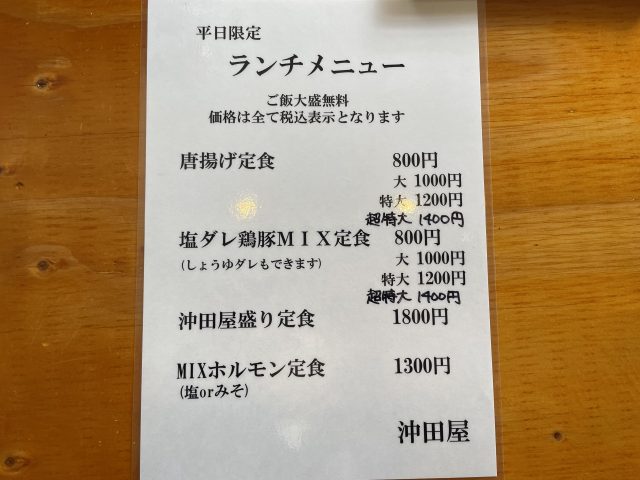 平日限定
ランチメニュー
ご飯大盛無料
価格は全て税込表示となります
唐揚げ定食 800円
大 1000円
特大 1200円
超特大 1400円
塩ダレ鶏豚MIX定食 800円
(しょうゆダレもできます) 大 1000円
特大 1200円
超特大 1400円
沖田屋盛り定食 1800円
MIXホルモン定食 1300円
(塩orみそ)
沖田屋